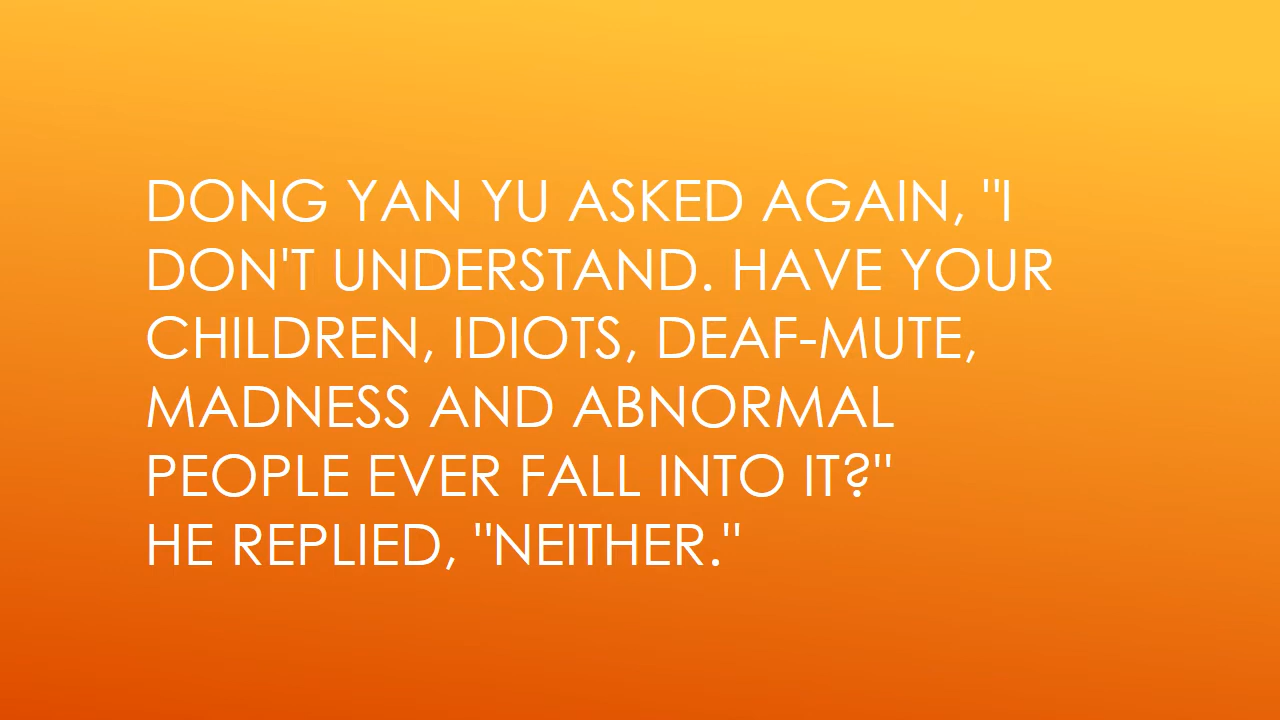 DONG YAN YU ASKED AGAIN, "I
DON'T UNDERSTAND. HAVE YOUR
CHILDREN, IDIOTS, DEAF-MUTE,
MADNESS AND ABNORMAL
PEOPLE EVER FALL INTO IT?"
HE REPLIED, "NEITHER."